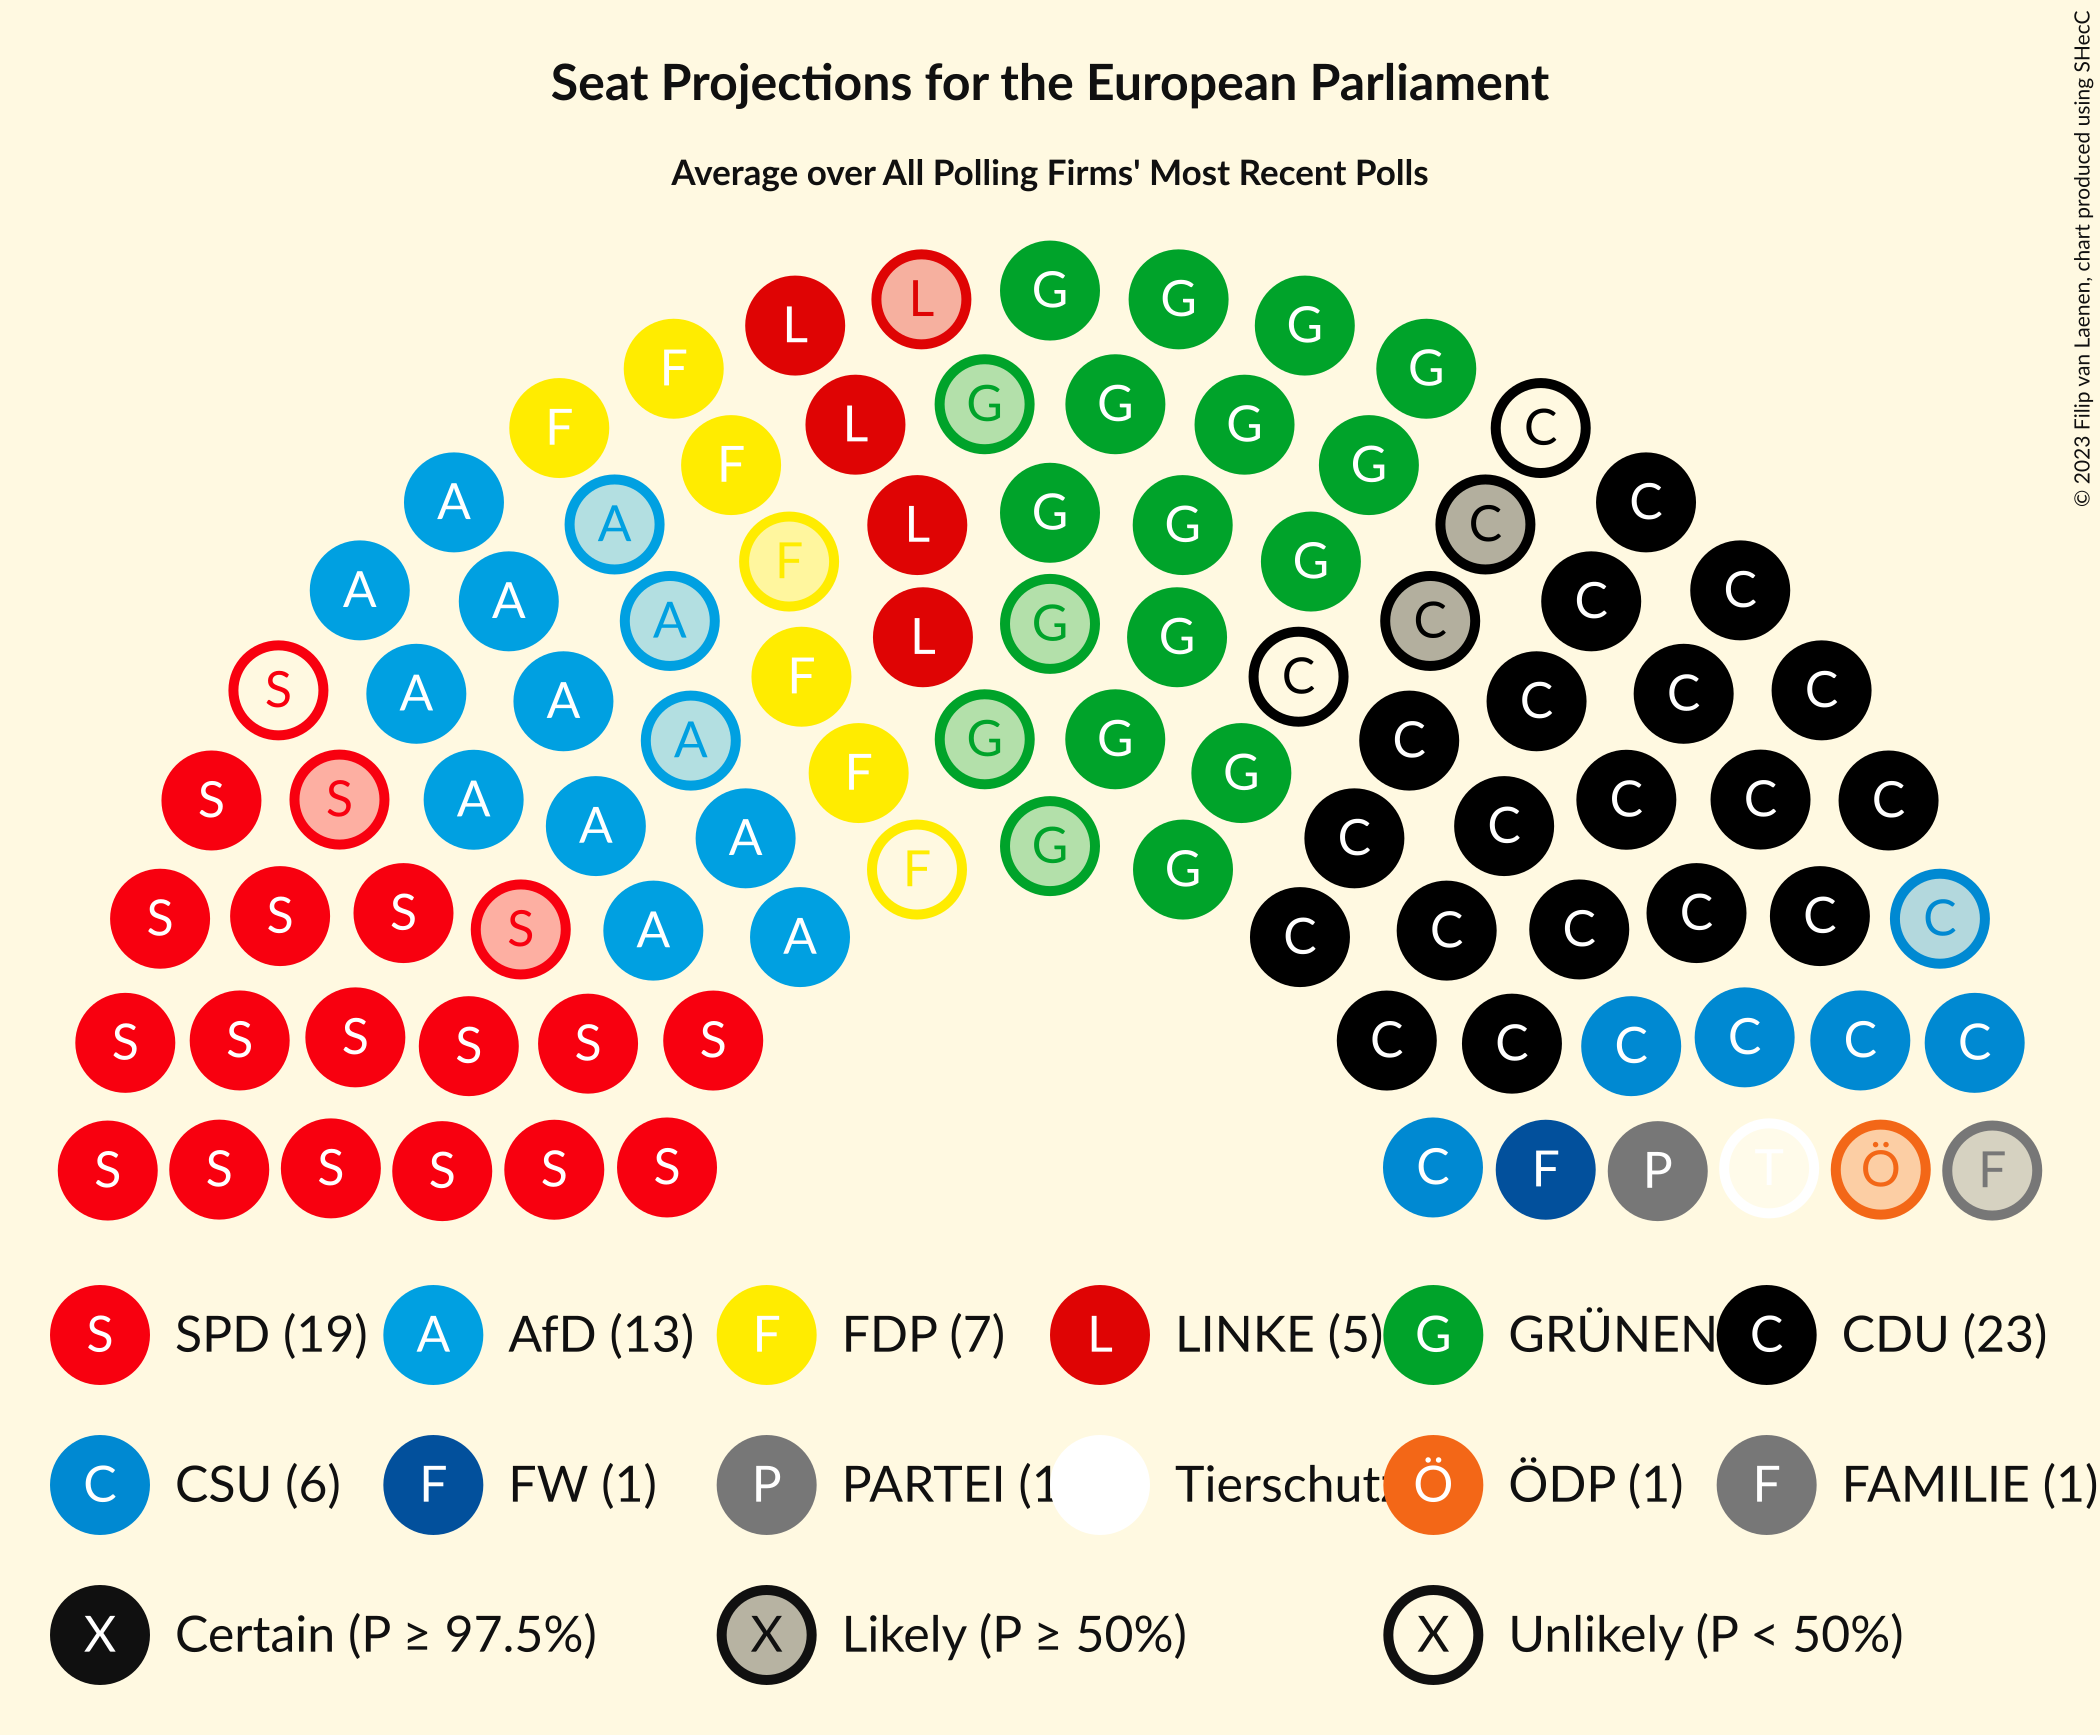 Seat Projections for the European Parliament
Average over All Polling Firms' Most Recent Polls
© 2023 Filip van Laenen, chart produced using SHecC
L G G G
L F G G
F L G G G C
A A F G C C
A A F L G G G C C
A A F L G G C C C
S A A A F G G C C C C C
S S A A A F G G C C C C C
S S S S A A F G C C C C C C
S S S S S S C C C C C C
S S S S S S C F P T Ö F
S SPD (19) A AfD (13) F FDP (7) L LINKE (5) G GRÜNEN C CDU (23)
C CSU (6) F FW (1) P PARTEI (1 Tierschutz Ö ÖDP (1) F FAMILIE (1)
X Certain (P ≥ 97.5%) X Likely (P ≥ 50%) X Unlikely (P < 50%)